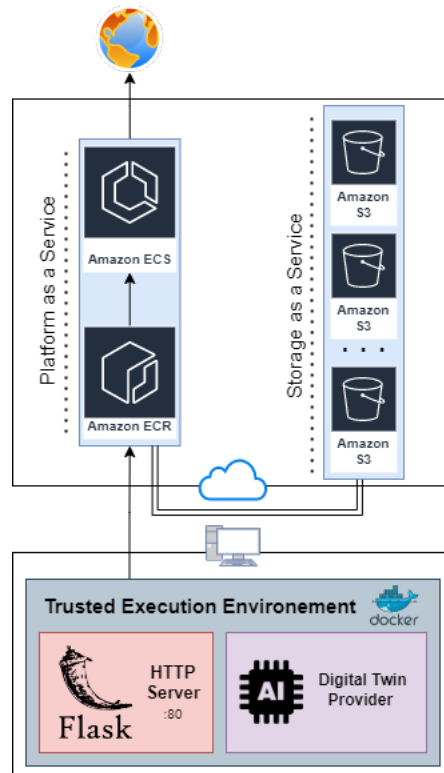 Platform as a Service
Amazon ECS
Amazon ECR
Storage as a Service
Amazon
S3
Amazon
S3
. . .
Amazon
S3
Trusted Execution Environement
docker
Flask
HTTP
Server
:80
AI
Digital Twin
Provider